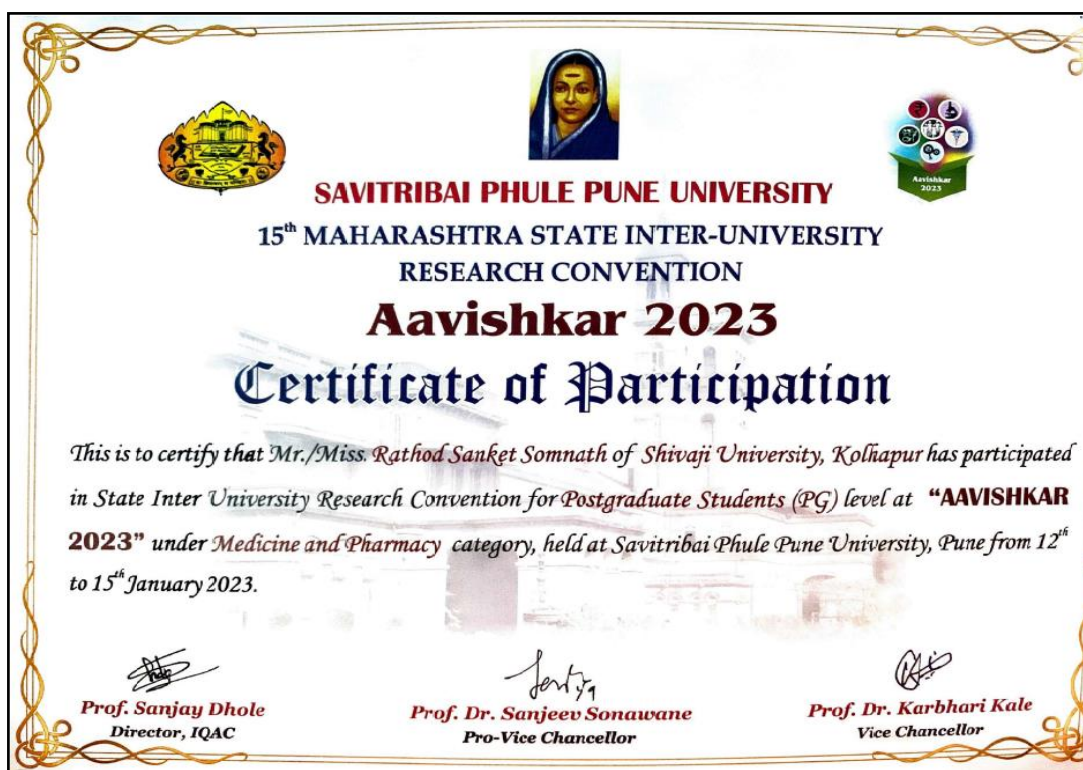 Aavishkar
2023
SAVITRIBAI PHULE PUNE UNIVERSITY
15th MAHARASHTRA STATE INTER-UNIVERSITY
RESEARCH CONVENTION
Aavishkar 2023
Certificate of Participation
This is to certify that Mr./Miss. Rathod Sanket Somnath of Shivaji University, Kolhapur has participated
in State Inter University Research Convention for Postgraduate Students (PG) level at "AAVISHKAR
2023" under Medicine and Pharmacy category, held at Savitribai Phule Pune University, Pune from 12th
to 15th January 2023.
Prof. Sanjay Dhole
Director, IQAC
Prof. Dr. Sanjeev Sonawane
Pro-Vice Chancellor
Prof. Dr. Karbhari Kale
Vice Chancellor